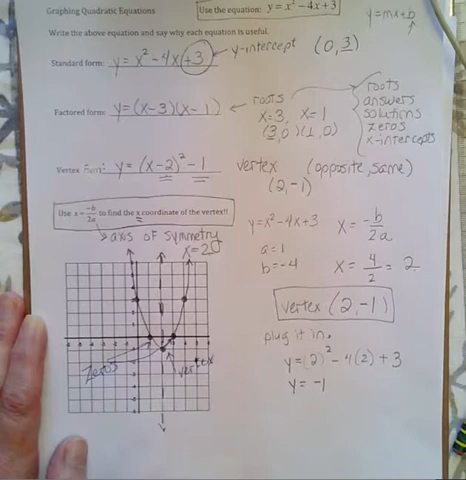 Graphing Quadratic Equations
Use the equation: y = x² − 4x + 3
y = mx + b
Write the above equation and say why each equation is useful.
Standard form: y = x² − 4x + 3 ← y-intercept (0, 3)
Factored form: y = (x − 3)(x − 1) ← roots
x = 3, x = 1
(3, 0) (1, 0)
roots
answers
solutions
zeros
x-intercepts
Vertex form: y = (x − 2)² − 1 vertex (opposite, same)
(2, −1)
Use x = −b/2a to find the x coordinate of the vertex!!
→ axis of symmetry
x = 2
y = x² − 4x + 3
a = 1
b = −4
x = −b/2a
x = 4/2 = 2
vertex (2, −1)
plug it in.
y = (2)² − 4(2) + 3
y = −1
zeros
vertex